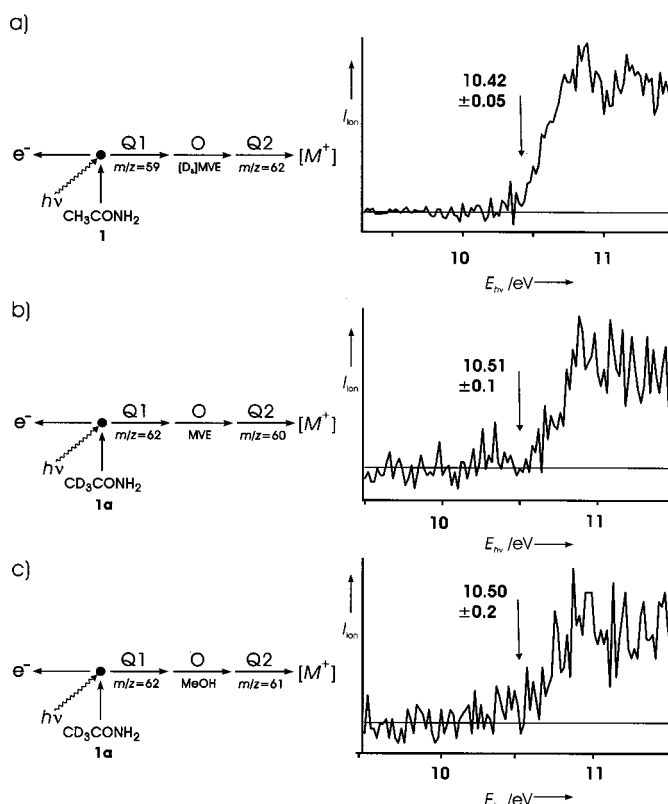 a)
10.42
±0.05
I_Ion
e⁻
Q1
O
Q2
[M⁺]
m/z=59
m/z=62
hν
CH₃CONH₂
1
10
11
E_hν /eV
b)
10.51
±0.1
I_Ion
e⁻
Q1
O
Q2
[M⁺]
m/z=62
MVE
m/z=60
hν
CD₃CONH₂
1a
10
11
E_hν /eV
c)
10.50
±0.2
I_Ion
e⁻
Q1
O
Q2
[M⁺]
m/z=62
MeOH
m/z=61
hν
CD₃CONH₂
1a
10
11
/eV